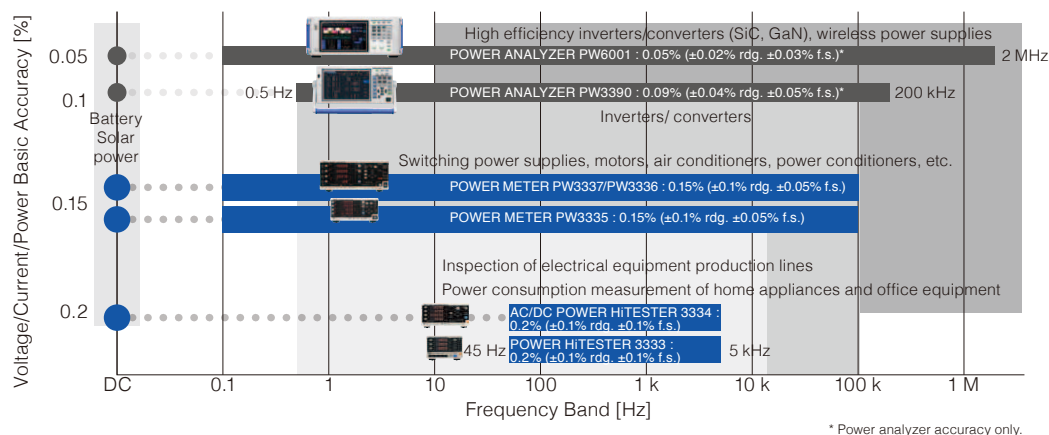 Voltage/Current/Power Basic Accuracy [%]
High efficiency inverters/converters (SiC, GaN), wireless power supplies
0.05
POWER ANALYZER PW6001 : 0.05% (±0.02% rdg. ±0.03% f.s.)*
2 MHz
0.1
0.5 Hz
POWER ANALYZER PW3390 : 0.09% (±0.04% rdg. ±0.05% f.s.)*
200 kHz
Battery
Solar
power
Inverters/ converters
Switching power supplies, motors, air conditioners, power conditioners, etc.
POWER METER PW3337/PW3336 : 0.15% (±0.1% rdg. ±0.05% f.s.)
0.15
POWER METER PW3335 : 0.15% (±0.1% rdg. ±0.05% f.s.)
Inspection of electrical equipment production lines
Power consumption measurement of home appliances and office equipment
0.2
AC/DC POWER HiTESTER 3334 :
0.2% (±0.1% rdg. ±0.1% f.s.)
45 Hz
POWER HiTESTER 3333 :
0.2% (±0.1% rdg. ±0.1% f.s.)
5 kHz
DC
0.1
1
10
100
1 k
10 k
100 k
1 M
Frequency Band [Hz]
* Power analyzer accuracy only.